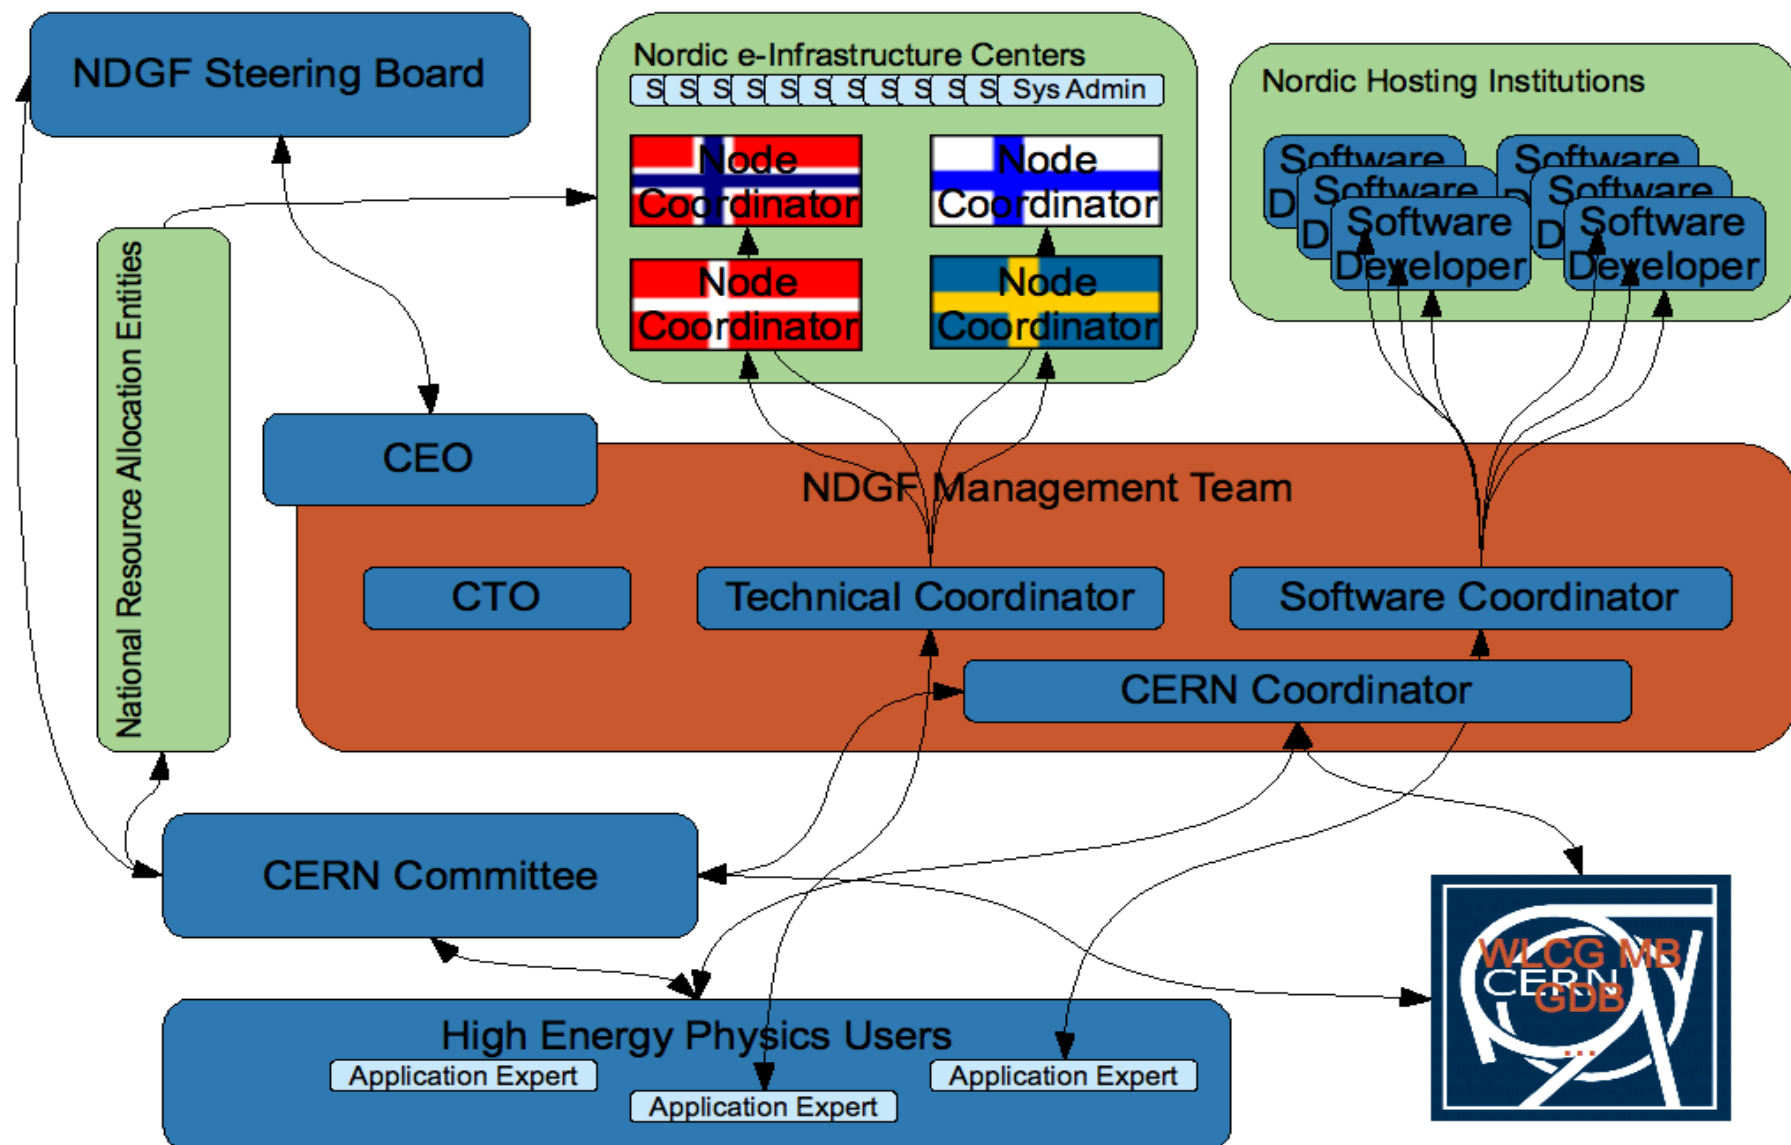 NDGF Steering Board
Nordic e-Infrastructure Centers
S S S S S S S S S S S Sys Admin
Node
Coordinator
Node
Coordinator
Node
Coordinator
Node
Coordinator
Nordic Hosting Institutions
Software
D
Software
D
Software
Developer
Software
D
Software
D
Software
Developer
National Resource Allocation Entities
CEO
NDGF Management Team
CTO
Technical Coordinator
Software Coordinator
CERN Coordinator
CERN Committee
High Energy Physics Users
Application Expert
Application Expert
Application Expert
WLCG MB
CERN
GDB
...